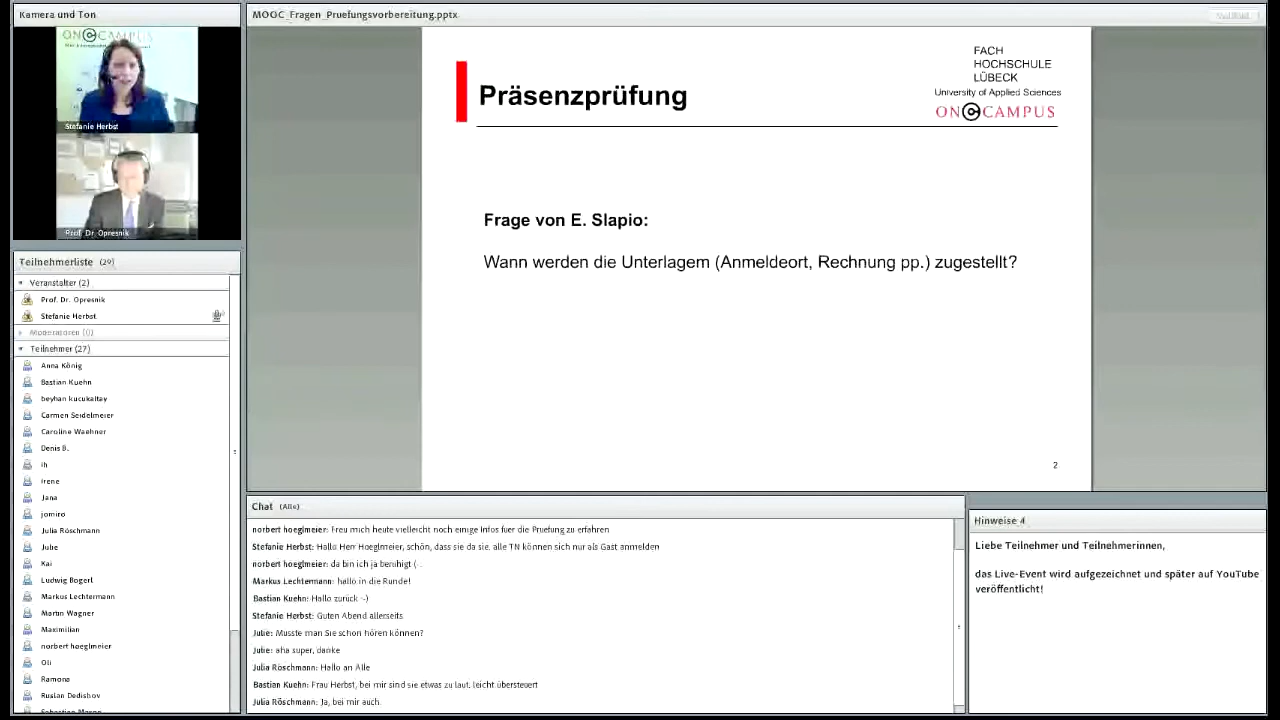 Kamera und Ton
ONCAMPUS
Stefanie Herbst
Prof. Dr. Opresnik
Teilnehmerliste (29)
Veranstalter (2)
Prof. Dr. Opresnik
Stefanie Herbst
Moderatoren (0)
Teilnehmer (27)
Anna König
Bastian Kuehn
beyhan kucukaltay
Carmen Seidelmeier
Caroline Waehner
Denis B.
ih
irene
Jana
jomiro
Julia Röschmann
Julie
Kai
Ludwig Bogerl
Markus Lechtermann
Martin Wagner
Maximilian
norbert hoeglmeier
Oli
Ramona
Ruslan Dedishov
MOOC_Fragen_Pruefungsvorbereitung.pptx
Präsenzprüfung
FACH
HOCHSCHULE
LÜBECK
University of Applied Sciences
ONCAMPUS
Frage von E. Slapio:
Wann werden die Unterlagem (Anmeldeort, Rechnung pp.) zugestellt?
2
Chat (Alle)
norbert hoeglmeier: Freu mich heute vielleicht noch einige Infos fuer die Pruefung zu erfahren
Stefanie Herbst: Hallo Herr Hoeglmeier, schön, dass sie da sie. alle TN können sich nur als Gast anmelden
norbert hoeglmeier: da bin ich ja beruhigt (..
Markus Lechtermann: hallo in die Runde!
Bastian Kuehn: Hallo zurück :-)
Stefanie Herbst: Guten Abend allerseits
Julie: Müsste man Sie schon hören können?
Julie: aha super, danke
Julia Röschmann: Hallo an Alle
Bastian Kuehn: Frau Herbst, bei mir sind sie etwas zu laut. leicht übersteuert
Julia Röschmann: Ja, bei mir auch.
Hinweise 4
Liebe Teilnehmer und Teilnehmerinnen,
das Live-Event wird aufgezeichnet und später auf YouTube
veröffentlicht!